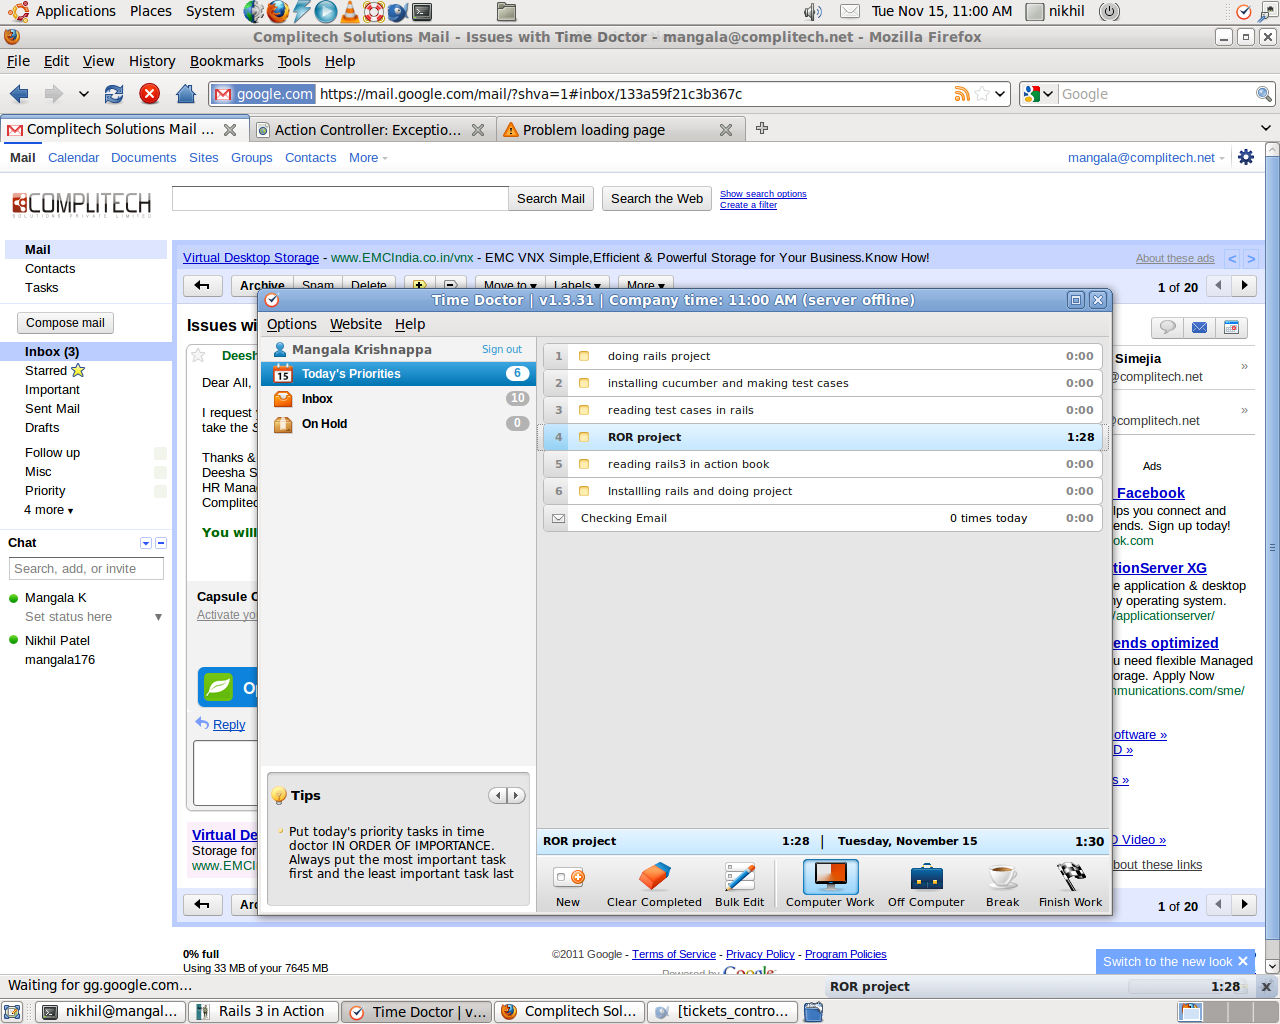 Applications Places System Tue Nov 15, 11:00 AM nikhil
Complitech Solutions Mail - Issues with Time Doctor - mangala@complitech.net - Mozilla Firefox
File Edit View History Bookmarks Tools Help
google.com https://mail.google.com/mail/?shva=1#inbox/133a59f21c3b367c Google
Complitech Solutions Mail ... Action Controller: Exceptio... Problem loading page
Mail Calendar Documents Sites Groups Contacts More mangala@complitech.net
COMPLITECH
SOLUTIONS PRIVATE LIMITED
Search Mail Search the Web
Show search options
Create a filter
Mail
Contacts
Tasks
Compose mail
Inbox (3)
Starred
Important
Sent Mail
Drafts
Follow up
Misc
Priority
4 more
Chat
Search, add, or invite
Mangala K
Set status here
Nikhil Patel
mangala176
Virtual Desktop Storage - www.EMCIndia.co.in/vnx - EMC VNX Simple,Efficient & Powerful Storage for Your Business.Know How! About these ads < >
Archive Spam Delete Move to Labels More 1 of 20
Issues wi
Deesh
Dear All,
I request
take the S
Thanks &
Deesha S
HR Mana
Complitec
You will
Capsule C
Activate yo
Op
Reply
Virtual De
Storage for
www.EMCI
Arc
Time Doctor | v1.3.31 | Company time: 11:00 AM (server offline)
Options Website Help
Mangala Krishnappa Sign out
15 Today's Priorities 6
Inbox 10
On Hold 0
1 doing rails project 0:00
2 installing cucumber and making test cases 0:00
3 reading test cases in rails 0:00
4 ROR project 1:28
5 reading rails3 in action book 0:00
6 Installling rails and doing project 0:00
Checking Email 0 times today 0:00
Tips
Put today's priority tasks in time
doctor IN ORDER OF IMPORTANCE.
Always put the most important task
first and the least important task last
ROR project 1:28 | Tuesday, November 15 1:30
New Clear Completed Bulk Edit Computer Work Off Computer Break Finish Work
Simejia
@complitech.net
complitech.net
Ads
Facebook
lps you connect and
ends. Sign up today!
ok.com
tionServer XG
e application & desktop
ny operating system.
/applicationserver/
ends optimized
u need flexible Managed
orage. Apply Now
mmunications.com/sme/
oftware »
D »
s »
D Video »
bout these links
1 of 20
0% full
Using 33 MB of your 7645 MB
©2011 Google - Terms of Service - Privacy Policy - Program Policies
Powered by Google
Switch to the new look
Waiting for gg.google.com... ROR project 1:28
nikhil@mangal... Rails 3 in Action Time Doctor | v... Complitech Sol... [tickets_contro...